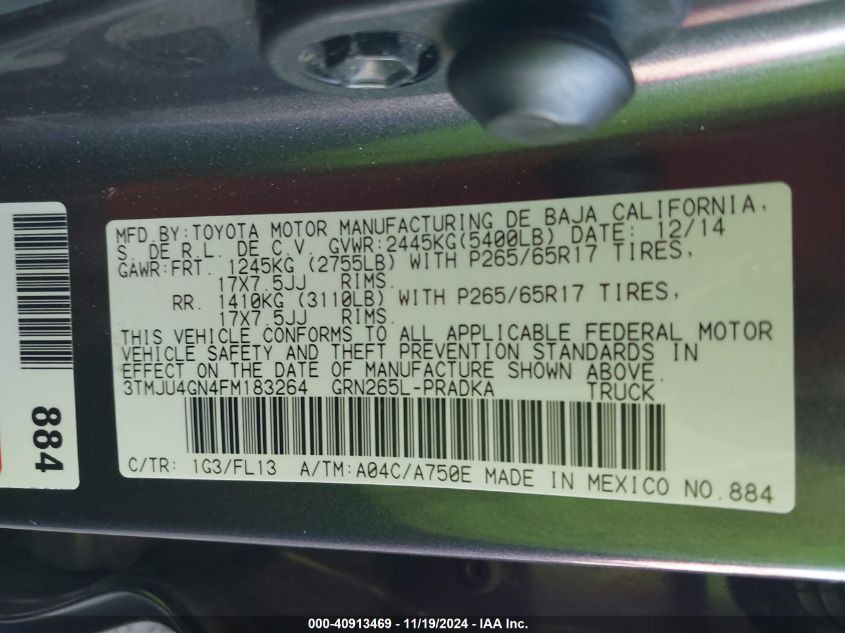 MFD.BY:TOYOTA MOTOR MANUFACTURING DE BAJA CALIFORNIA,
S. DE R.L. DE C.V. GVWR:2445KG(5400LB) DATE: 12/14
GAWR:FRT. 1245KG (2755LB) WITH P265/65R17 TIRES,
17X7.5JJ RIMS.
RR. 1410KG (3110LB) WITH P265/65R17 TIRES,
17X7.5JJ RIMS.
THIS VEHICLE CONFORMS TO ALL APPLICABLE FEDERAL MOTOR
VEHICLE SAFETY AND THEFT PREVENTION STANDARDS IN
EFFECT ON THE DATE OF MANUFACTURE SHOWN ABOVE.
3TMJU4GN4FM183264 GRN265L-PRADKA TRUCK
C/TR: 1G3/FL13 A/TM:A04C/A750E MADE IN MEXICO NO.884
884
000-40913469 - 11/19/2024 - IAA Inc.